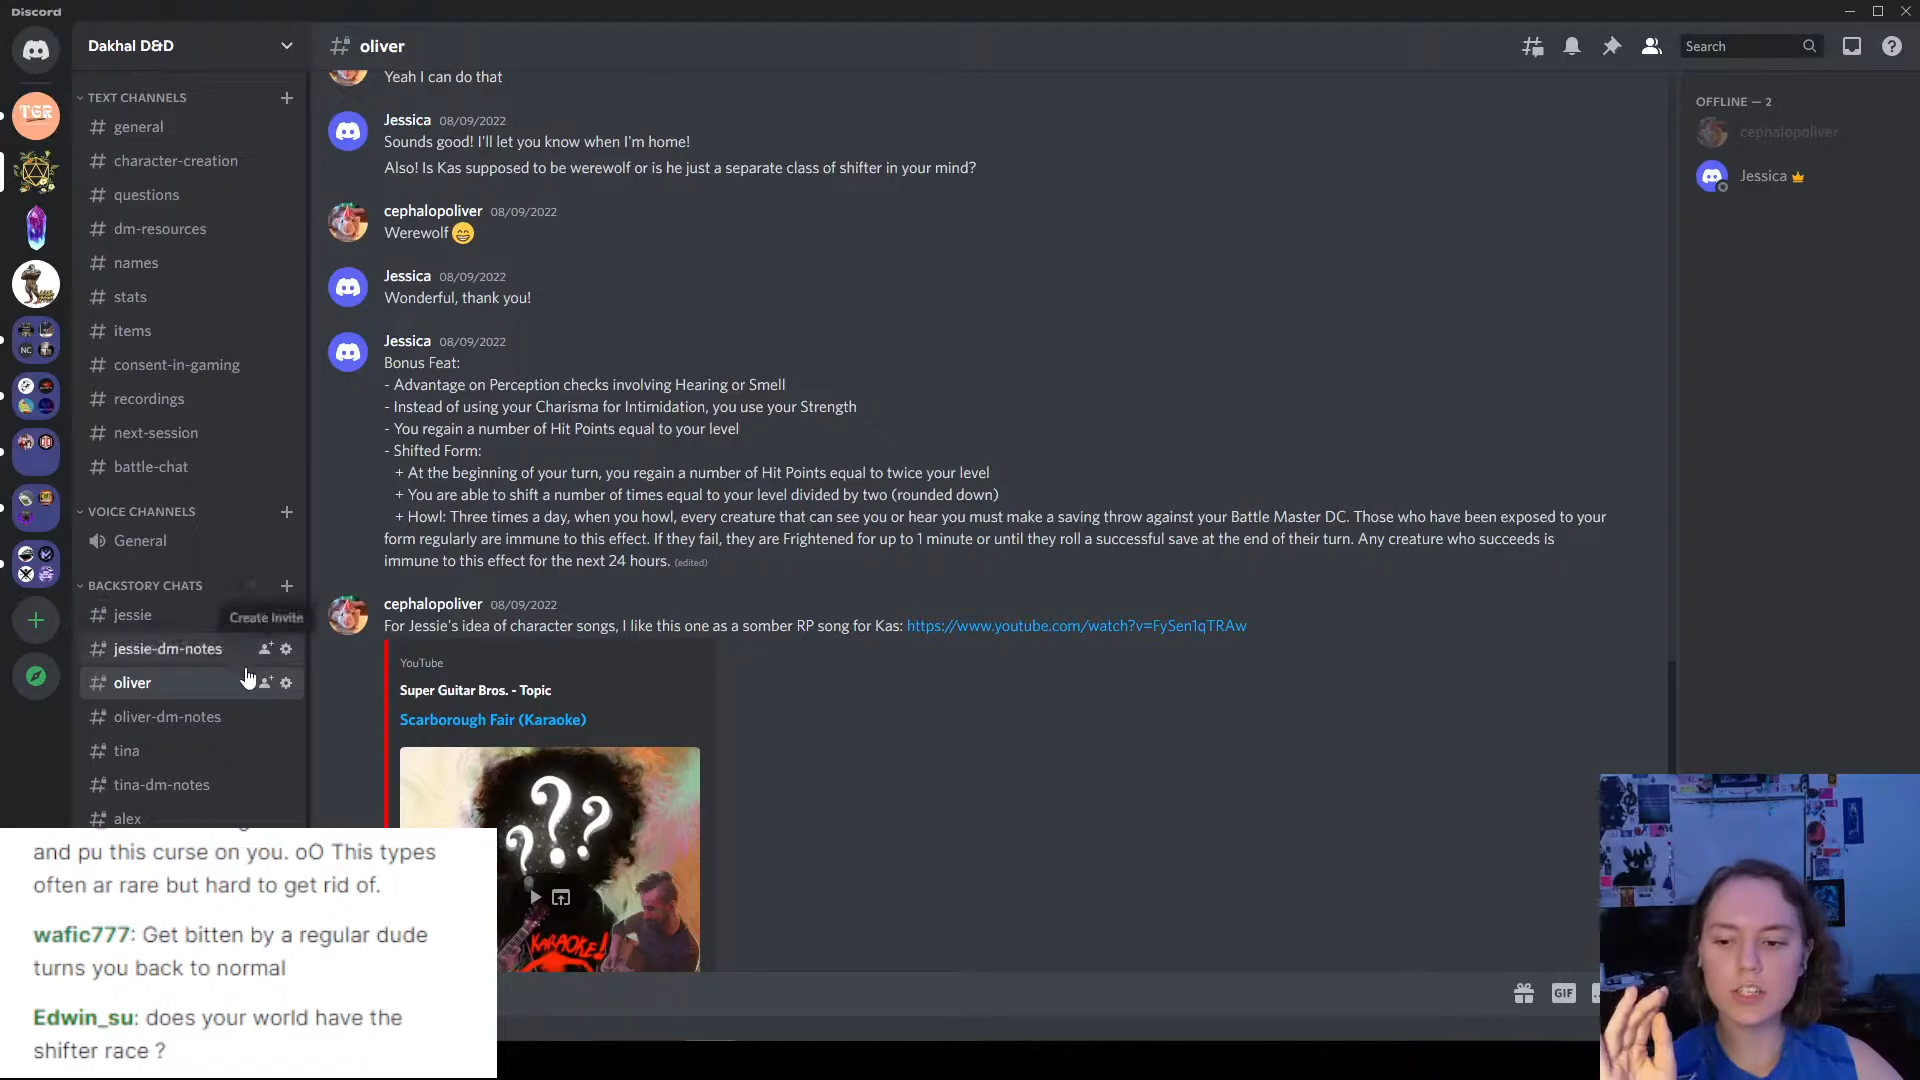 Discord
Dakhal D&D
TEXT CHANNELS
general
character-creation
questions
dm-resources
names
stats
items
consent-in-gaming
recordings
next-session
battle-chat
VOICE CHANNELS
General
BACKSTORY CHATS
jessie
Create Invite
jessie-dm-notes
oliver
oliver-dm-notes
tina
tina-dm-notes
alex
TGR
NC
oliver
Search
Yeah I can do that
Jessica 08/09/2022
Sounds good! I'll let you know when I'm home!
Also! Is Kas supposed to be werewolf or is he just a separate class of shifter in your mind?
cephalopoliver 08/09/2022
Werewolf 😄
Jessica 08/09/2022
Wonderful, thank you!
Jessica 08/09/2022
Bonus Feat:
- Advantage on Perception checks involving Hearing or Smell
- Instead of using your Charisma for Intimidation, you use your Strength
- You regain a number of Hit Points equal to your level
- Shifted Form:
+ At the beginning of your turn, you regain a number of Hit Points equal to twice your level
+ You are able to shift a number of times equal to your level divided by two (rounded down)
+ Howl: Three times a day, when you howl, every creature that can see you or hear you must make a saving throw against your Battle Master DC. Those who have been exposed to your
form regularly are immune to this effect. If they fail, they are Frightened for up to 1 minute or until they roll a successful save at the end of their turn. Any creature who succeeds is
immune to this effect for the next 24 hours. (edited)
cephalopoliver 08/09/2022
For Jessie's idea of character songs, I like this one as a somber RP song for Kas: https://www.youtube.com/watch?v=FySen1qTRAw
YouTube
Super Guitar Bros. - Topic
Scarborough Fair (Karaoke)
???
KARAOKE!
GIF
OFFLINE — 2
cephalopoliver
Jessica
and pu this curse on you. oO This types
often ar rare but hard to get rid of.
wafic777: Get bitten by a regular dude
turns you back to normal
Edwin_su: does your world have the
shifter race ?